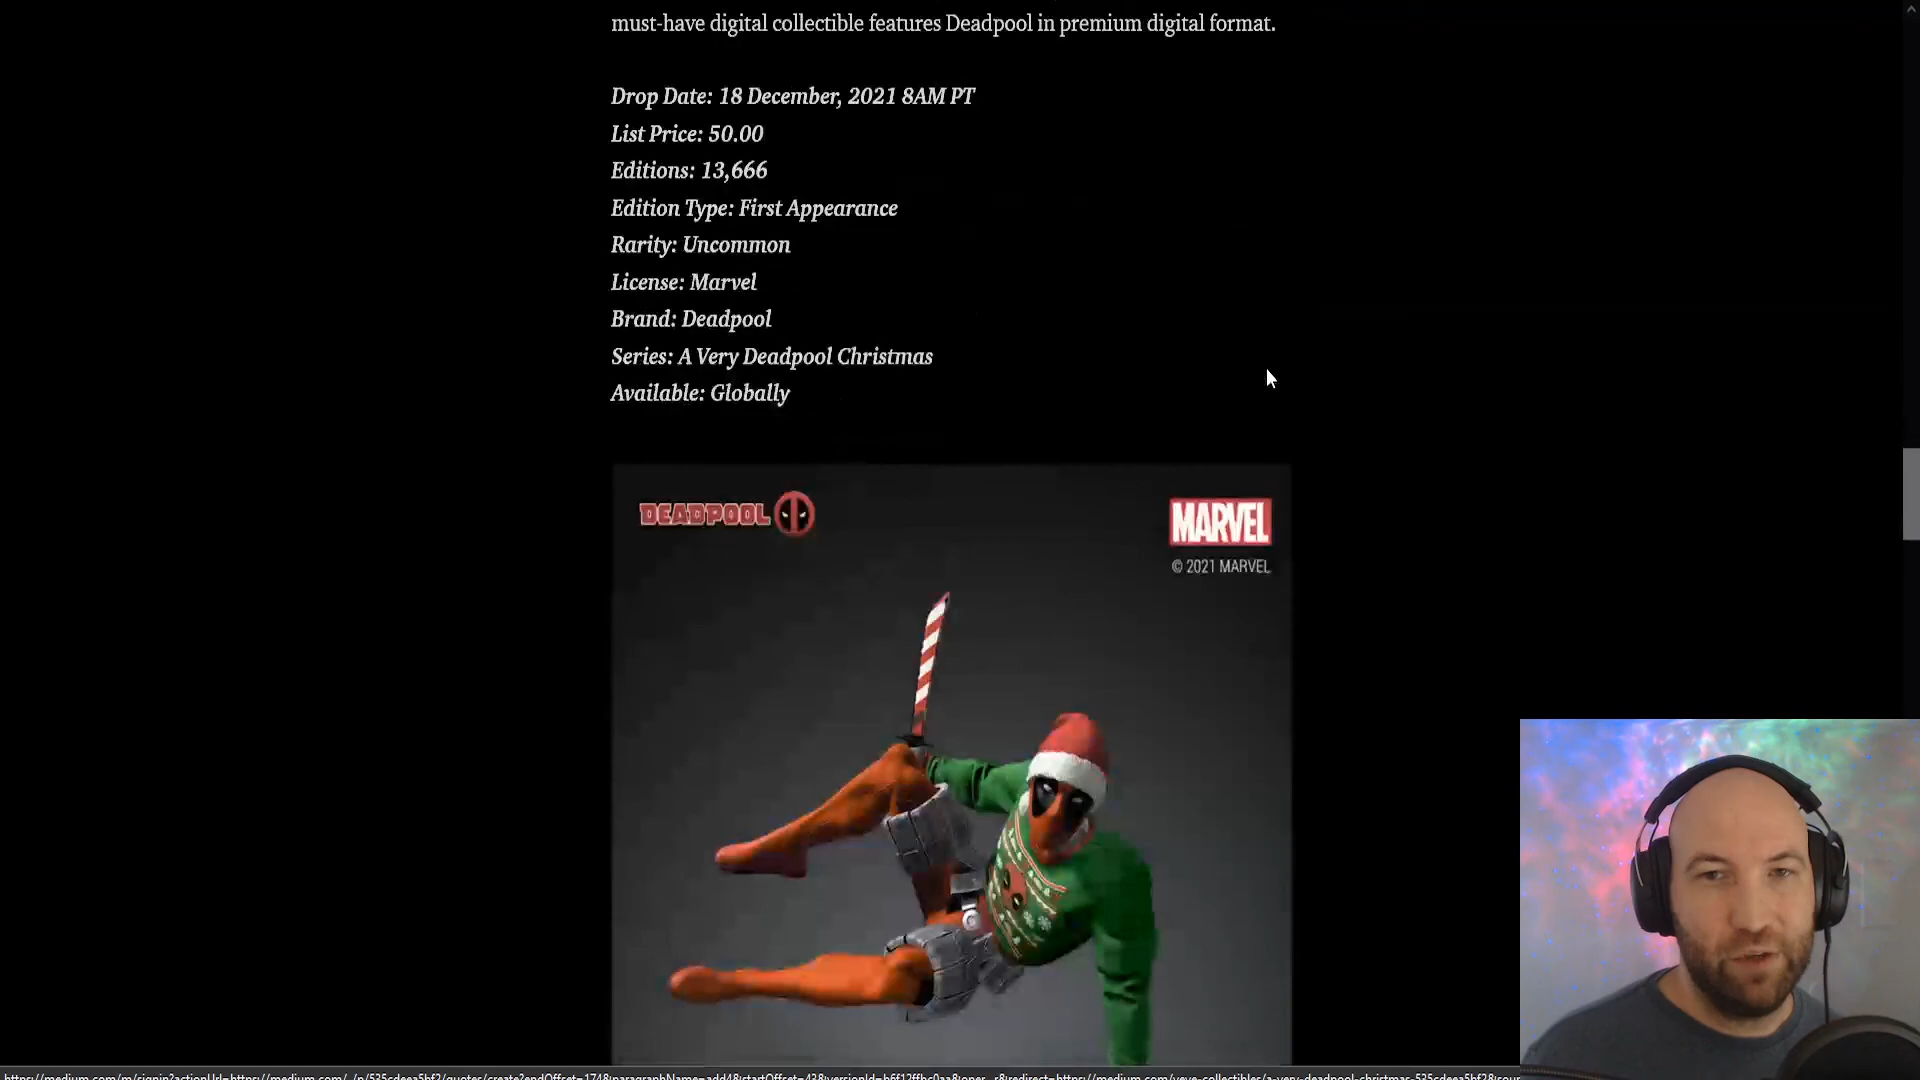 must-have digital collectible features Deadpool in premium digital format.
Drop Date: 18 December, 2021 8AM PT
List Price: 50.00
Editions: 13,666
Edition Type: First Appearance
Rarity: Uncommon
License: Marvel
Brand: Deadpool
Series: A Very Deadpool Christmas
Available: Globally
DEADPOOL
MARVEL
© 2021 MARVEL